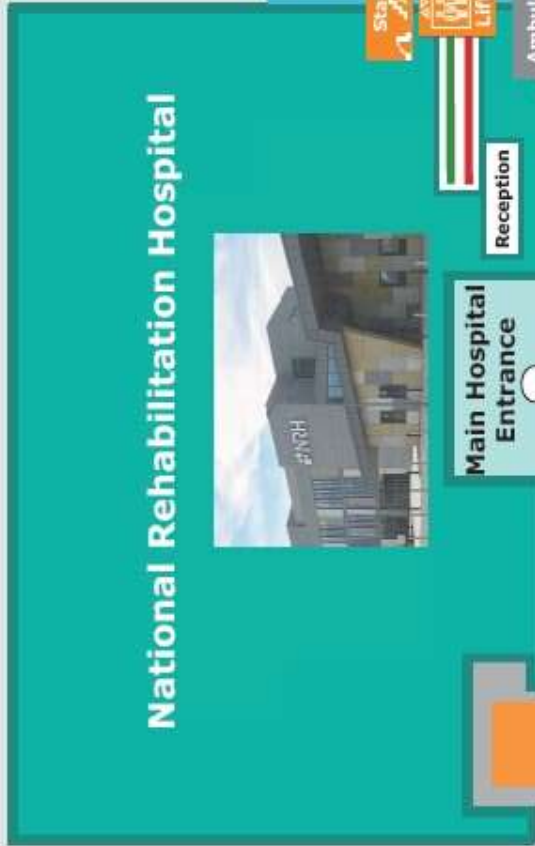 National Rehabilitation Hospital
NRH
Main Hospital
Entrance
Reception